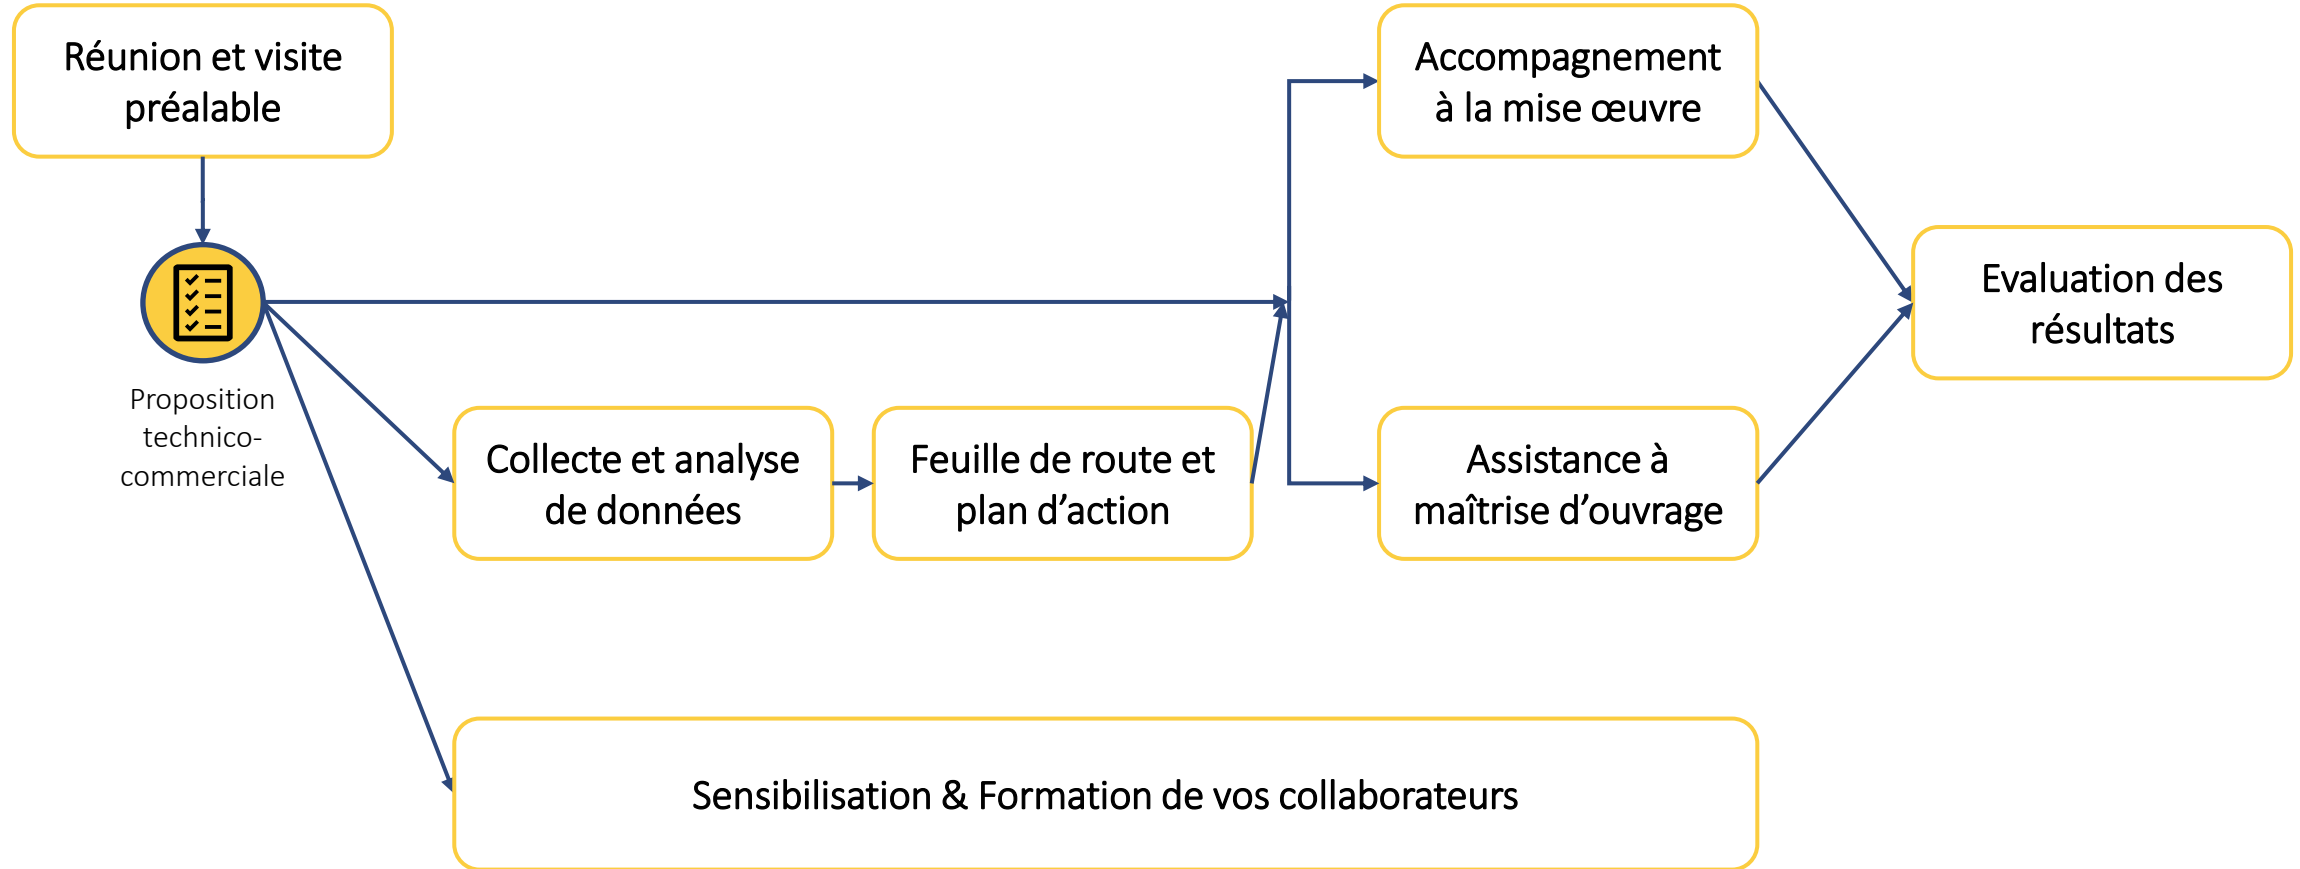 Réunion et visite
préalable
Accompagnement
à la mise œuvre
Evaluation des
résultats
Proposition
technico-
commerciale
Collecte et analyse
de données
Feuille de route et
plan d’action
Assistance à
maîtrise d’ouvrage
Sensibilisation & Formation de vos collaborateurs